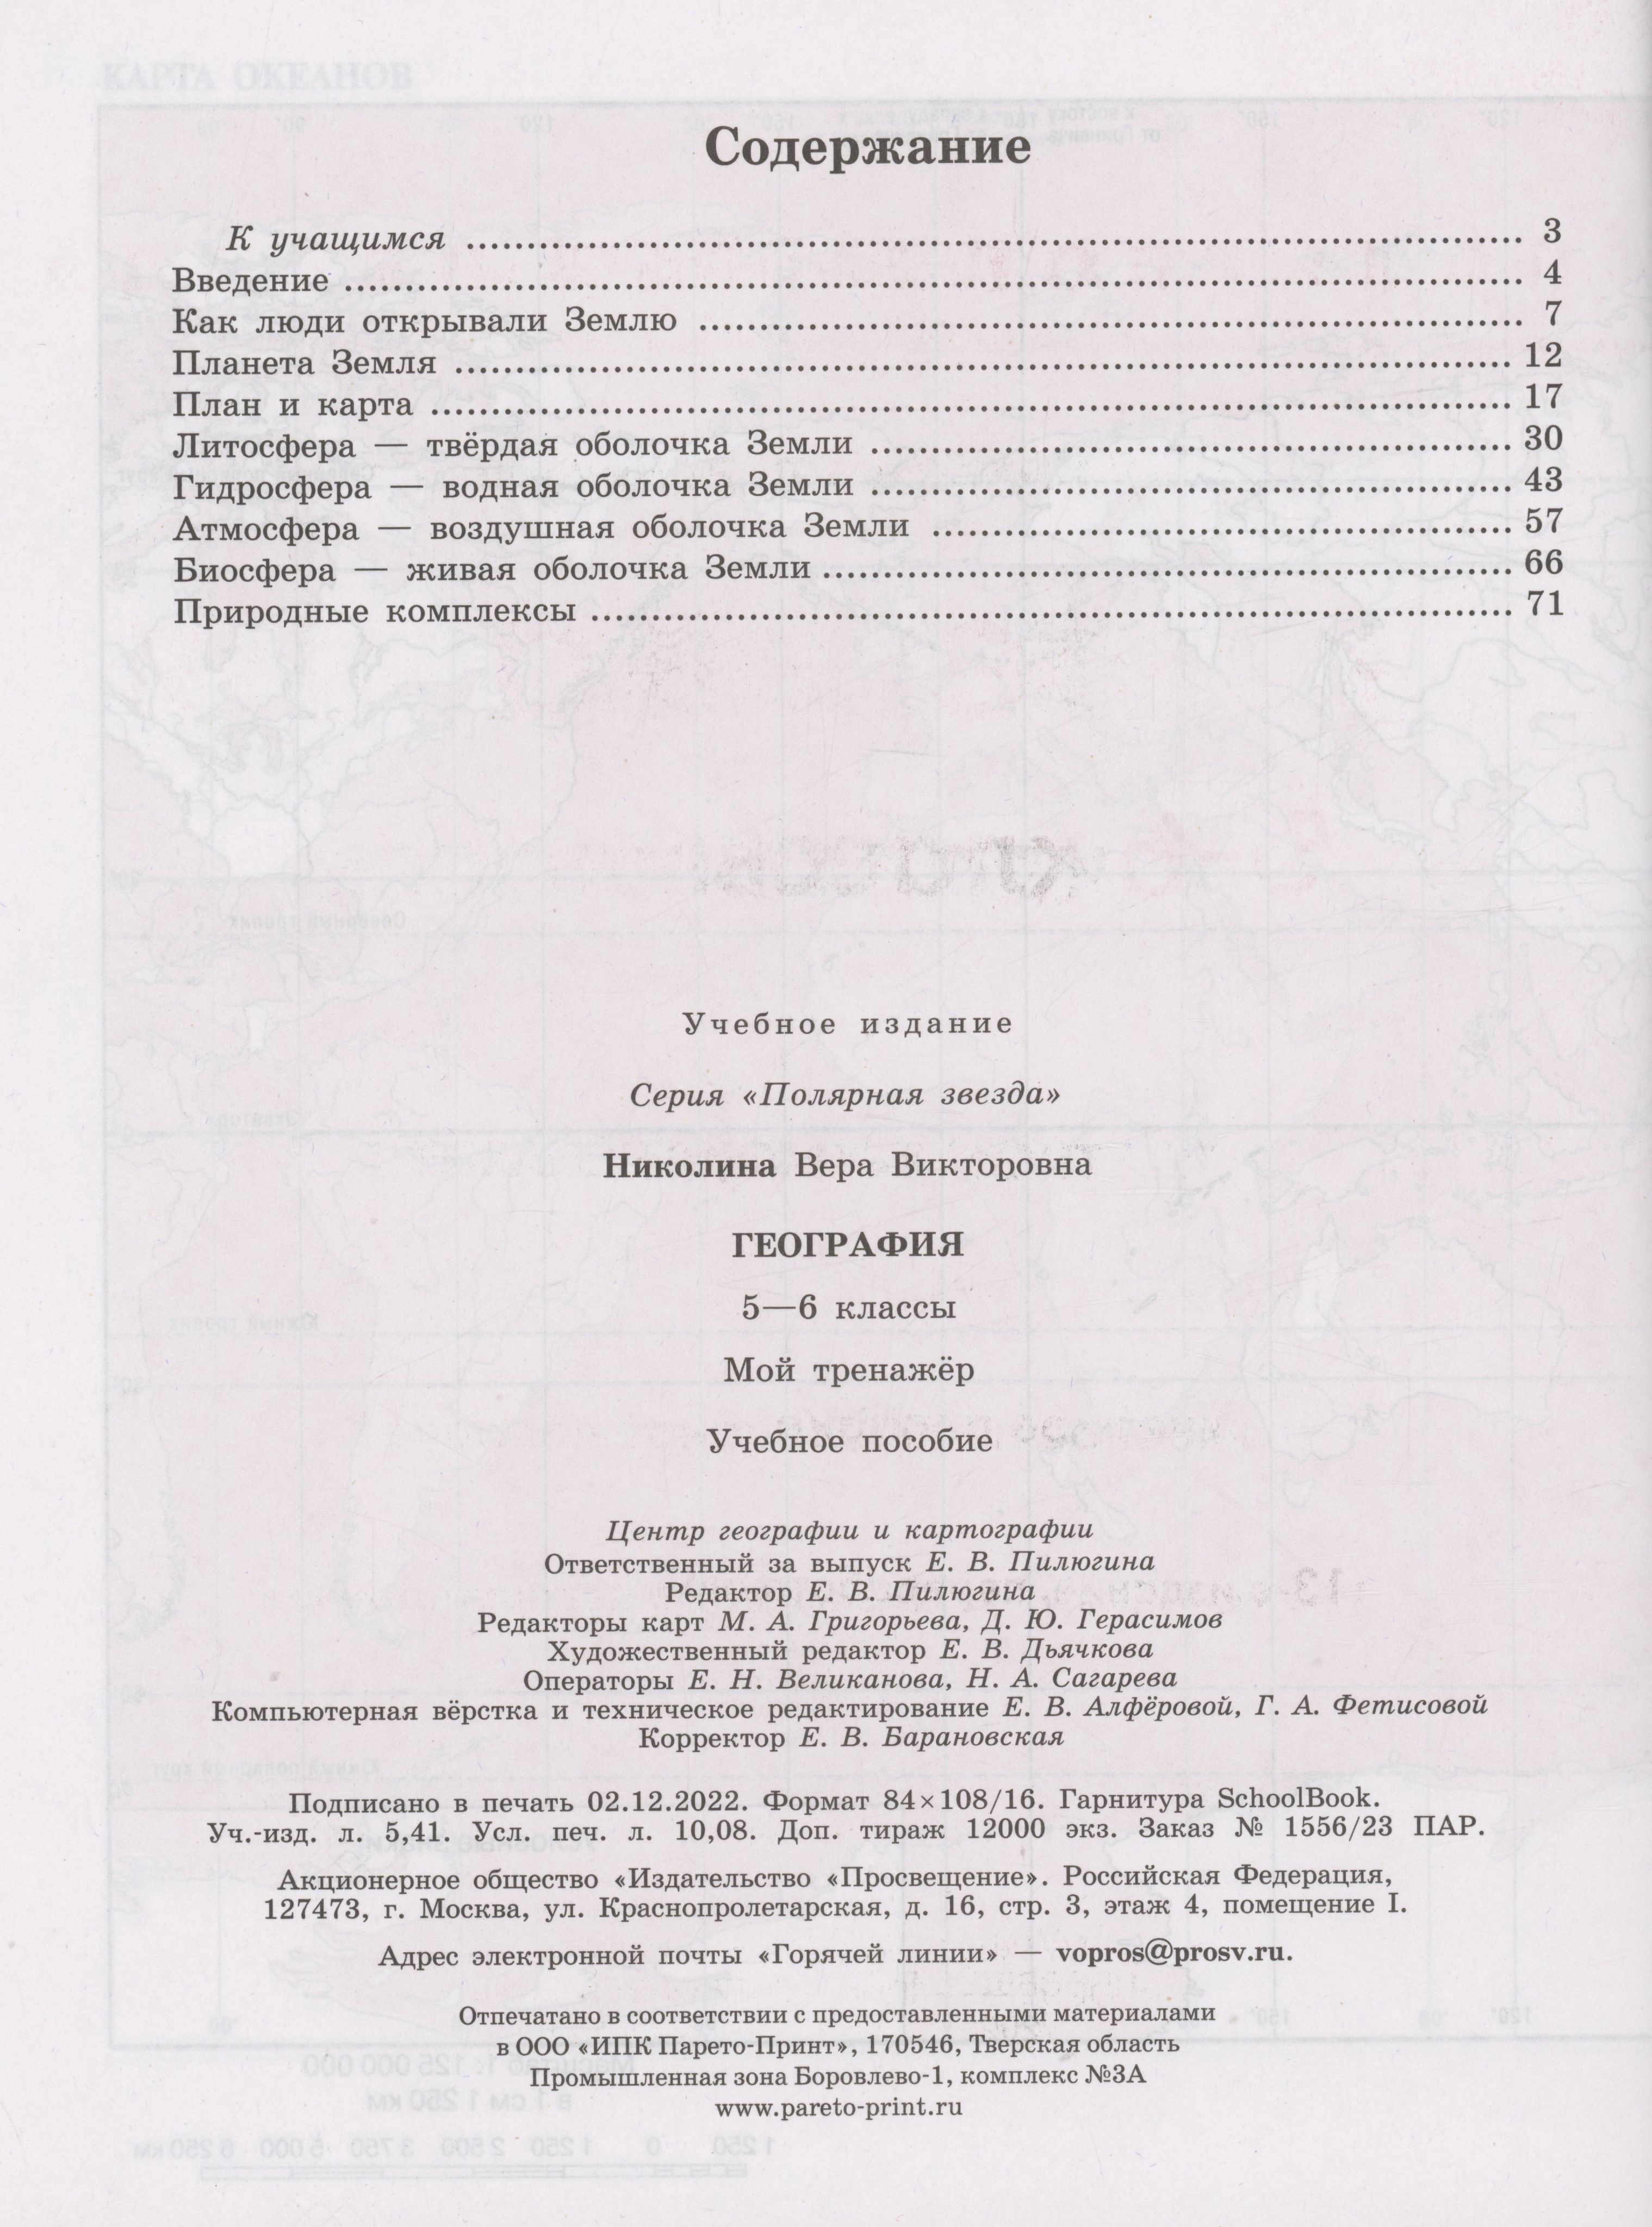 Содержание
К учащимся ........ 3
Введение ........ 4
Как люди открывали Землю ........ 7
Планета Земля ........ 12
План и карта ........ 17
Литосфера — твёрдая оболочка Земли ........ 30
Гидросфера — водная оболочка Земли ........ 43
Атмосфера — воздушная оболочка Земли ........ 57
Биосфера — живая оболочка Земли ........ 66
Природные комплексы ........ 71
Учебное издание
Серия «Полярная звезда»
Николина Вера Викторовна
ГЕОГРАФИЯ
5—6 классы
Мой тренажёр
Учебное пособие
Центр географии и картографии
Ответственный за выпуск Е. В. Пилюгина
Редактор Е. В. Пилюгина
Редакторы карт М. А. Григорьева, Д. Ю. Герасимов
Художественный редактор Е. В. Дьячкова
Операторы Е. Н. Великанова, Н. А. Сагарева
Компьютерная вёрстка и техническое редактирование Е. В. Алфёровой, Г. А. Фетисовой
Корректор Е. В. Барановская
Подписано в печать 02.12.2022. Формат 84×108/16. Гарнитура SchoolBook.
Уч.-изд. л. 5,41. Усл. печ. л. 10,08. Доп. тираж 12000 экз. Заказ № 1556/23 ПАР.
Акционерное общество «Издательство «Просвещение». Российская Федерация,
127473, г. Москва, ул. Краснопролетарская, д. 16, стр. 3, этаж 4, помещение I.
Адрес электронной почты «Горячей линии» — vopros@prosv.ru.
Отпечатано в соответствии с предоставленными материалами
в ООО «ИПК Парето-Принт», 170546, Тверская область
Промышленная зона Боровлево-1, комплекс №3А
www.pareto-print.ru